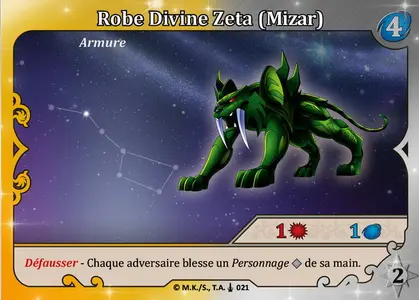 Robe Divine Zeta (Mizar)
4
Armure
1 1
Défausser - Chaque adversaire blesse un Personnage de sa main.
2
© M.K./S., T.A. 021